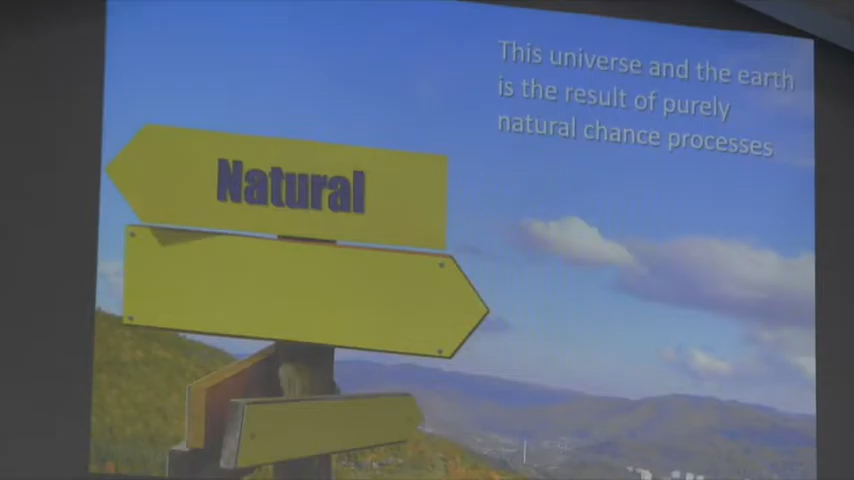 This universe and the earth
is the result of purely
natural chance processes
Natural